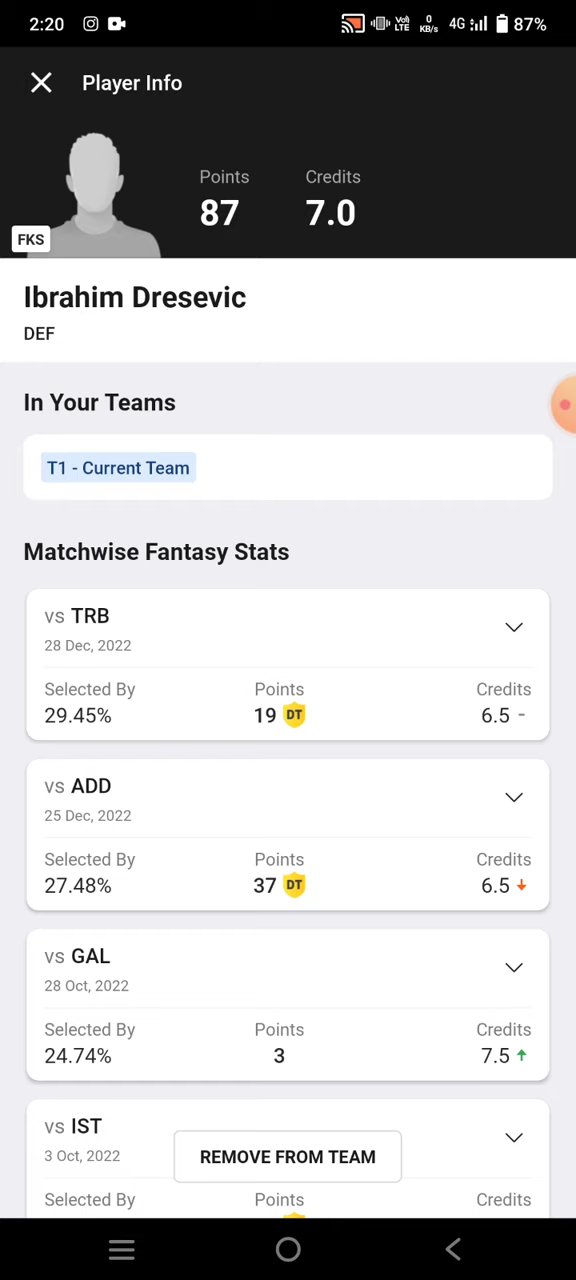 2:20 Vo) LTE 0 KB/s 4G 87%
Player Info
Points Credits
87 7.0
FKS
Ibrahim Dresevic
DEF
In Your Teams
T1 - Current Team
Matchwise Fantasy Stats
vs TRB
28 Dec, 2022
Selected By Points Credits
29.45% 19 DT 6.5 -
vs ADD
25 Dec, 2022
Selected By Points Credits
27.48% 37 DT 6.5
vs GAL
28 Oct, 2022
Selected By Points Credits
24.74% 3 7.5
vs IST
3 Oct, 2022
REMOVE FROM TEAM
Selected By Points Credits